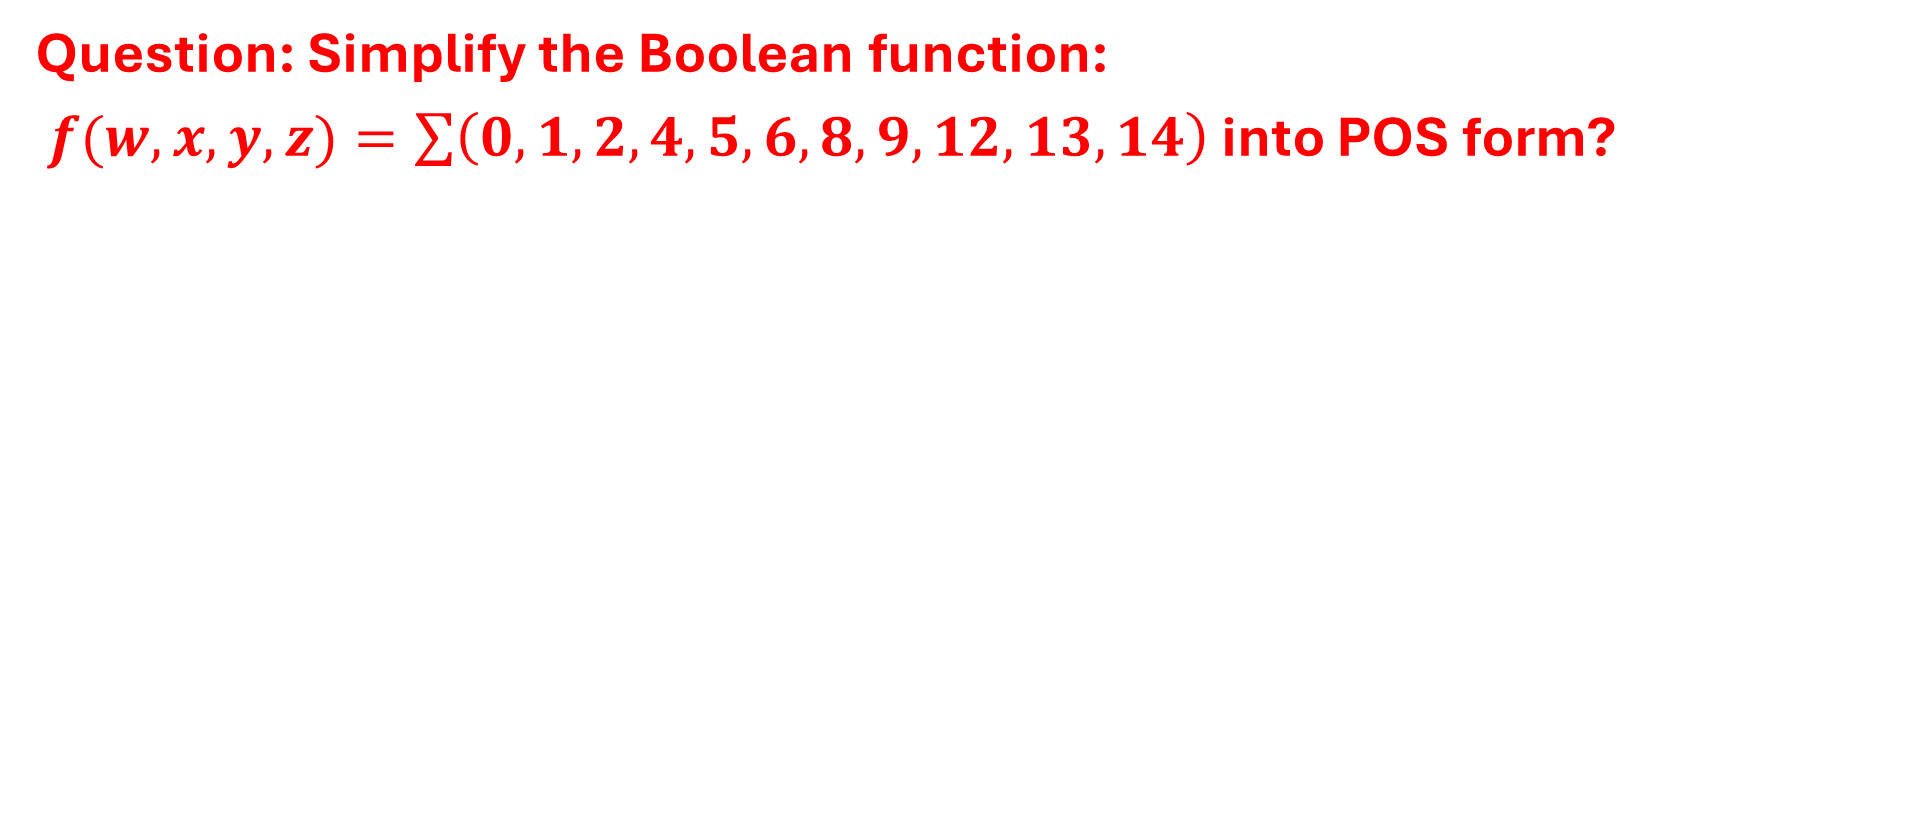 Question: Simplify the Boolean function:
f(w, x, y, z) = ∑(0, 1, 2, 4, 5, 6, 8, 9, 12, 13, 14) into POS form?